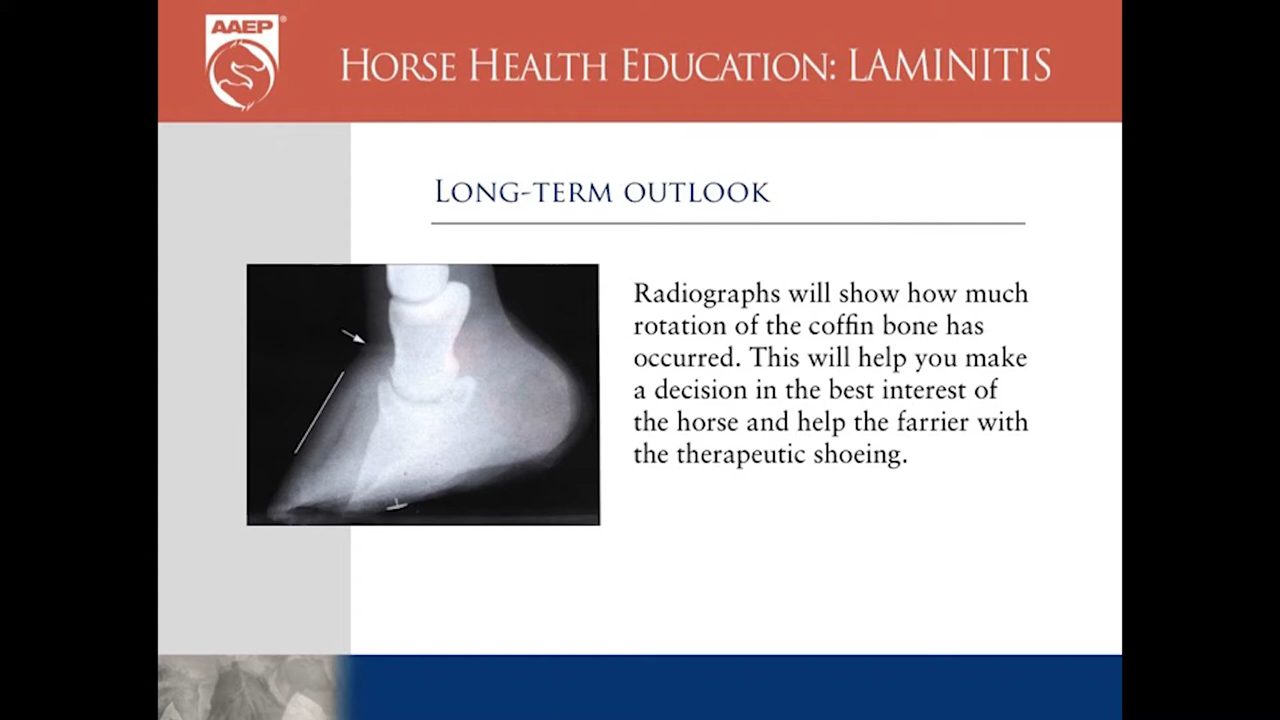 AAEP®
HORSE HEALTH EDUCATION: LAMINITIS
LONG-TERM OUTLOOK
Radiographs will show how much
rotation of the coffin bone has
occurred. This will help you make
a decision in the best interest of
the horse and help the farrier with
the therapeutic shoeing.